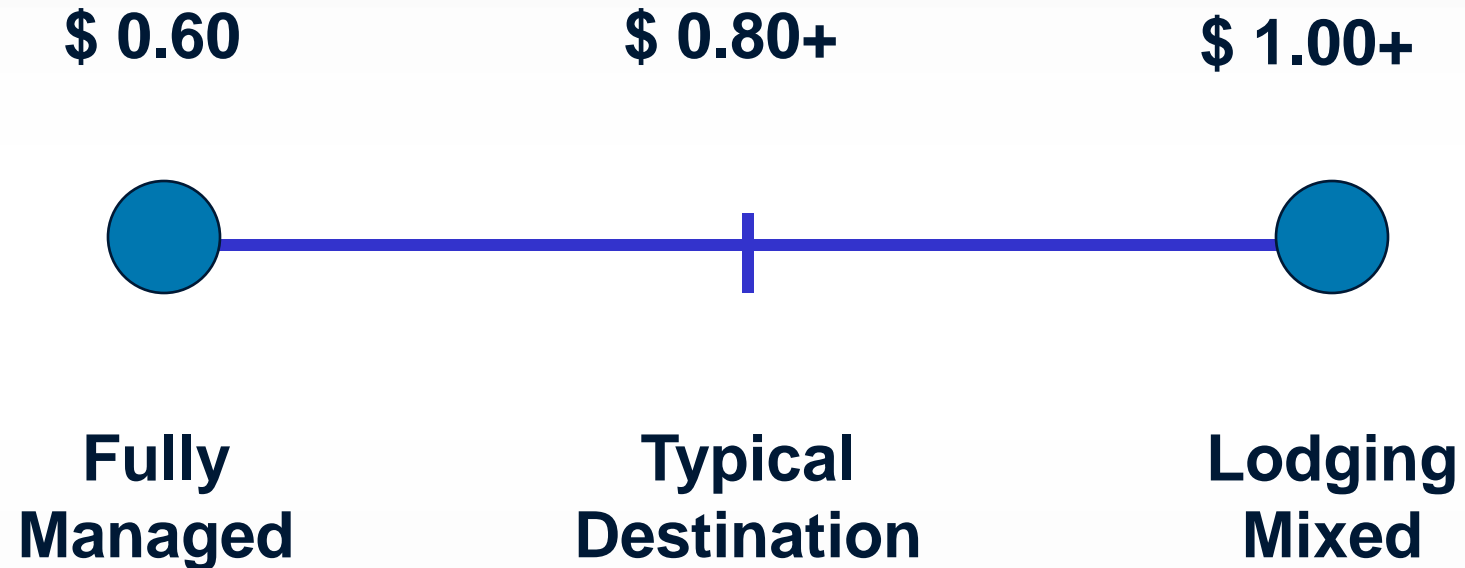 $ 0.60
$ 0.80+
$ 1.00+
Fully
Managed
Typical
Destination
Lodging
Mixed